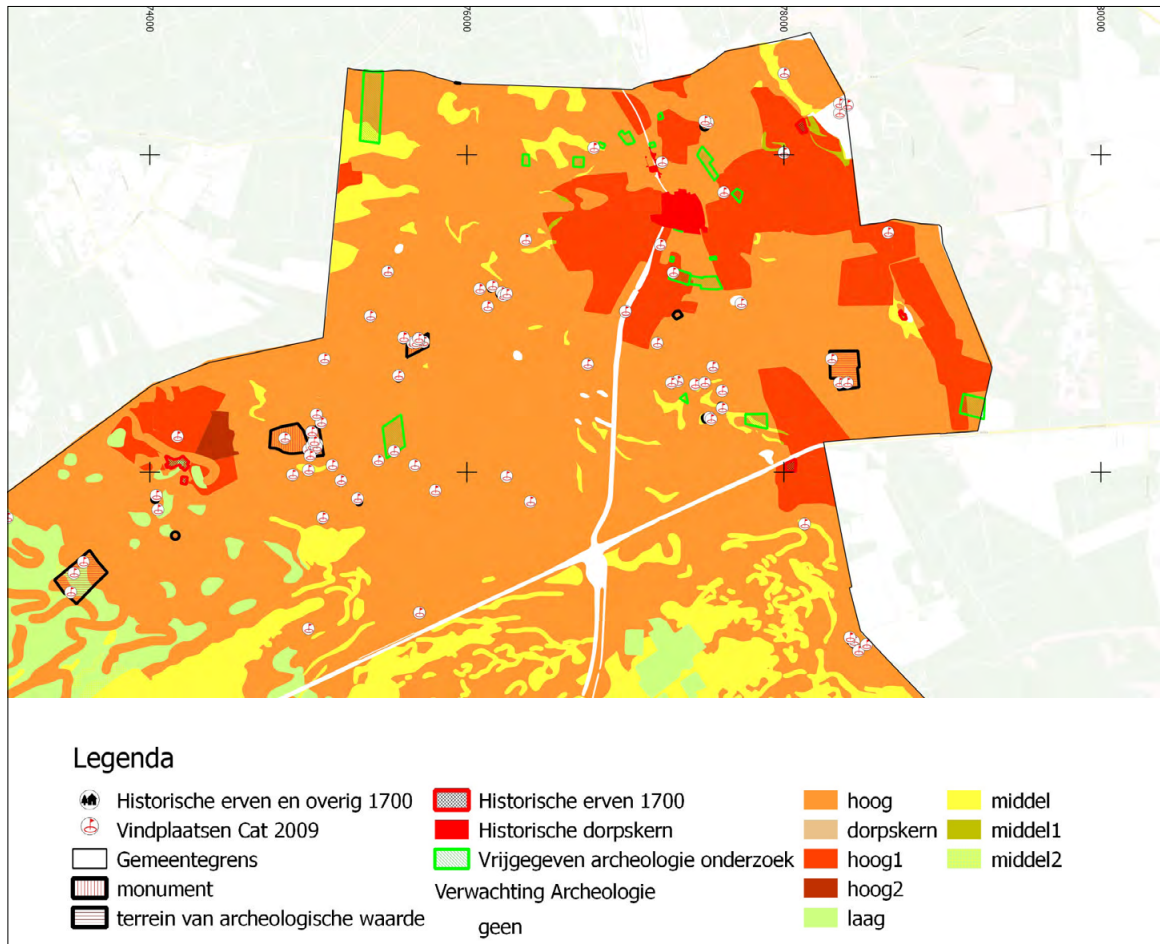 74000
76000
78000
80000
Legenda
Historische erven en overig 1700
Vindplaatsen Cat 2009
Gemeentegrens
monument
terrein van archeologische waarde
Historische erven 1700
Historische dorpskern
Vrijgegeven archeologie onderzoek
Verwachting Archeologie
geen
hoog
dorpskern
hoog1
hoog2
laag
middel
middel1
middel2